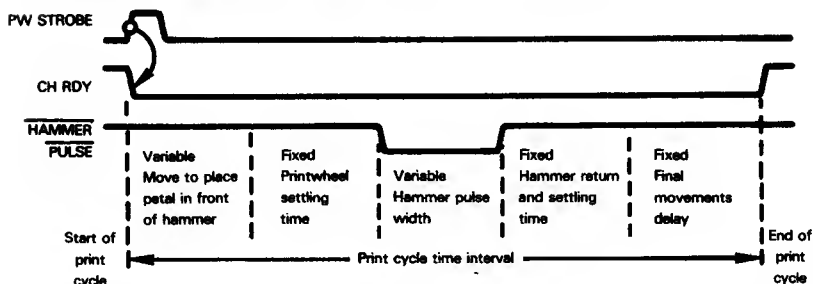 PW STROBE
CH RDY
HAMMER
PULSE
Variable
Move to place
petal in front
of hammer
Fixed
Printwheel
settling
time
Variable
Hammer pulse
width
Fixed
Hammer return
and settling
time
Fixed
Final
movements
delay
Start of
print
cycle
Print cycle time interval
End of
print
cycle